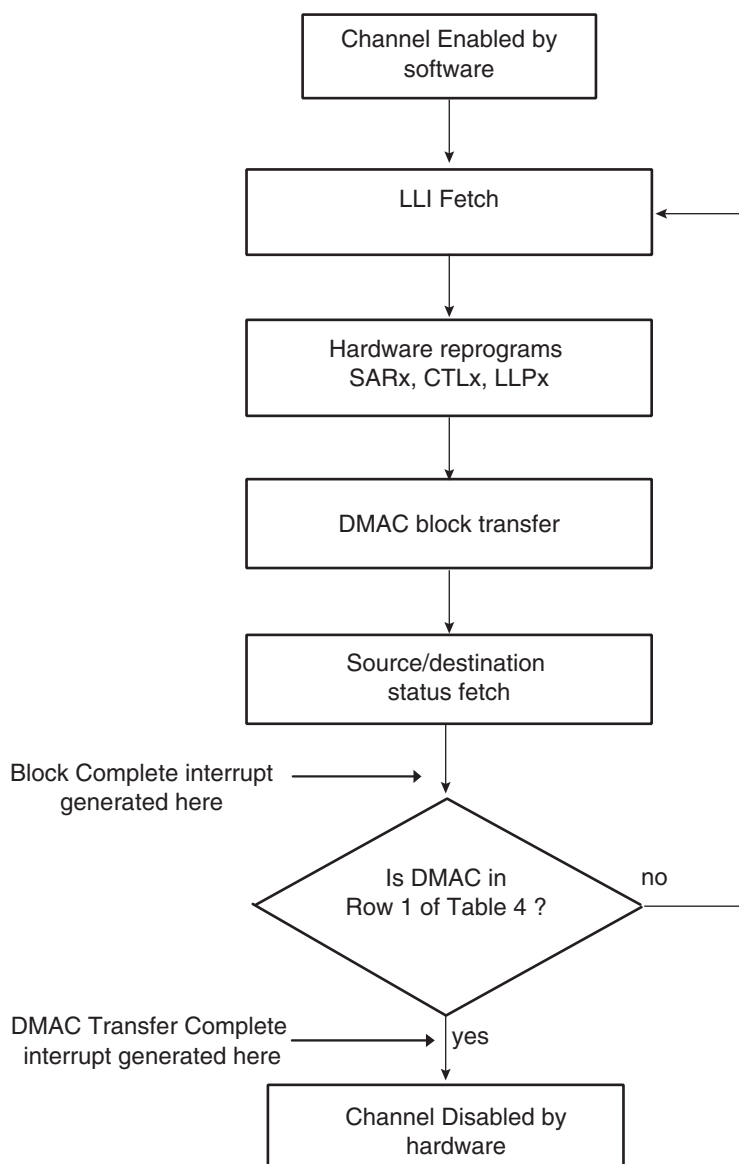 Channel Enabled by
software
LLI Fetch
Hardware reprograms
SARx, CTLx, LLPx
DMAC block transfer
Source/destination
status fetch
Block Complete interrupt
generated here
Is DMAC in
Row 1 of Table 4 ?
no
DMAC Transfer Complete
interrupt generated here
yes
Channel Disabled by
hardware